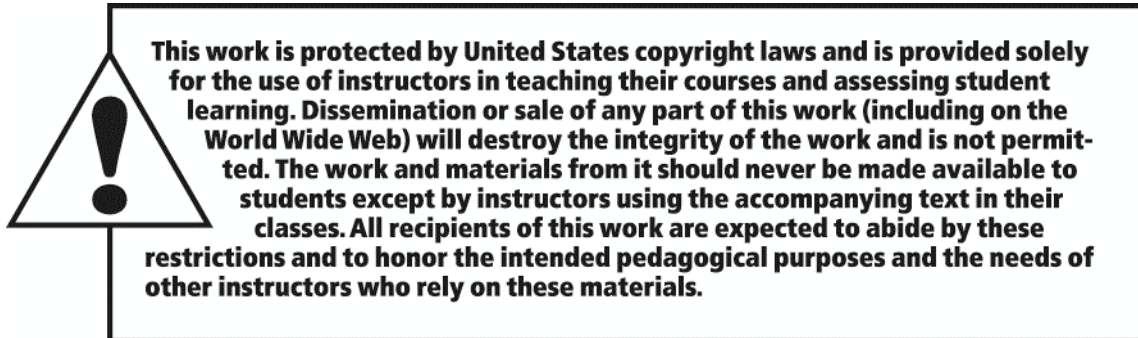 This work is protected by United States copyright laws and is provided solely
for the use of instructors in teaching their courses and assessing student
learning. Dissemination or sale of any part of this work (including on the
World Wide Web) will destroy the integrity of the work and is not permit-
ted. The work and materials from it should never be made available to
students except by instructors using the accompanying text in their
classes. All recipients of this work are expected to abide by these
restrictions and to honor the intended pedagogical purposes and the needs of
other instructors who rely on these materials.